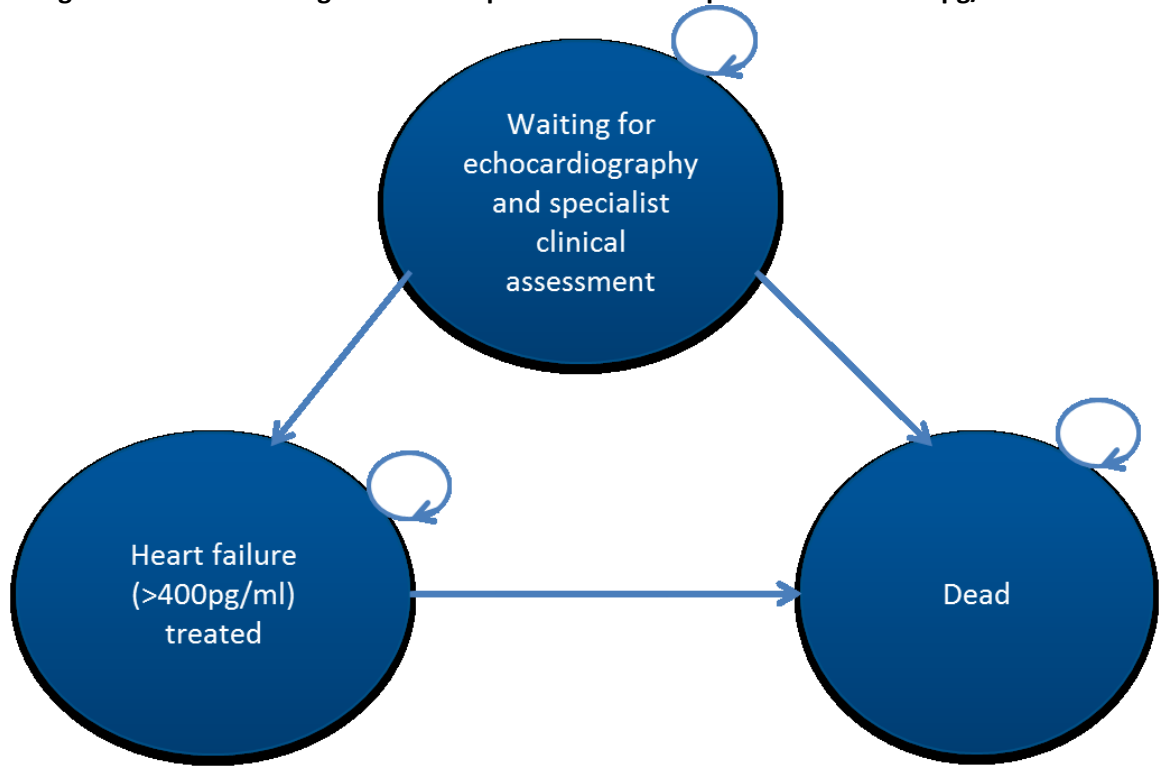 Waiting for
echocardiography
and specialist
clinical
assessment
Heart failure
(>400pg/ml)
treated
Dead